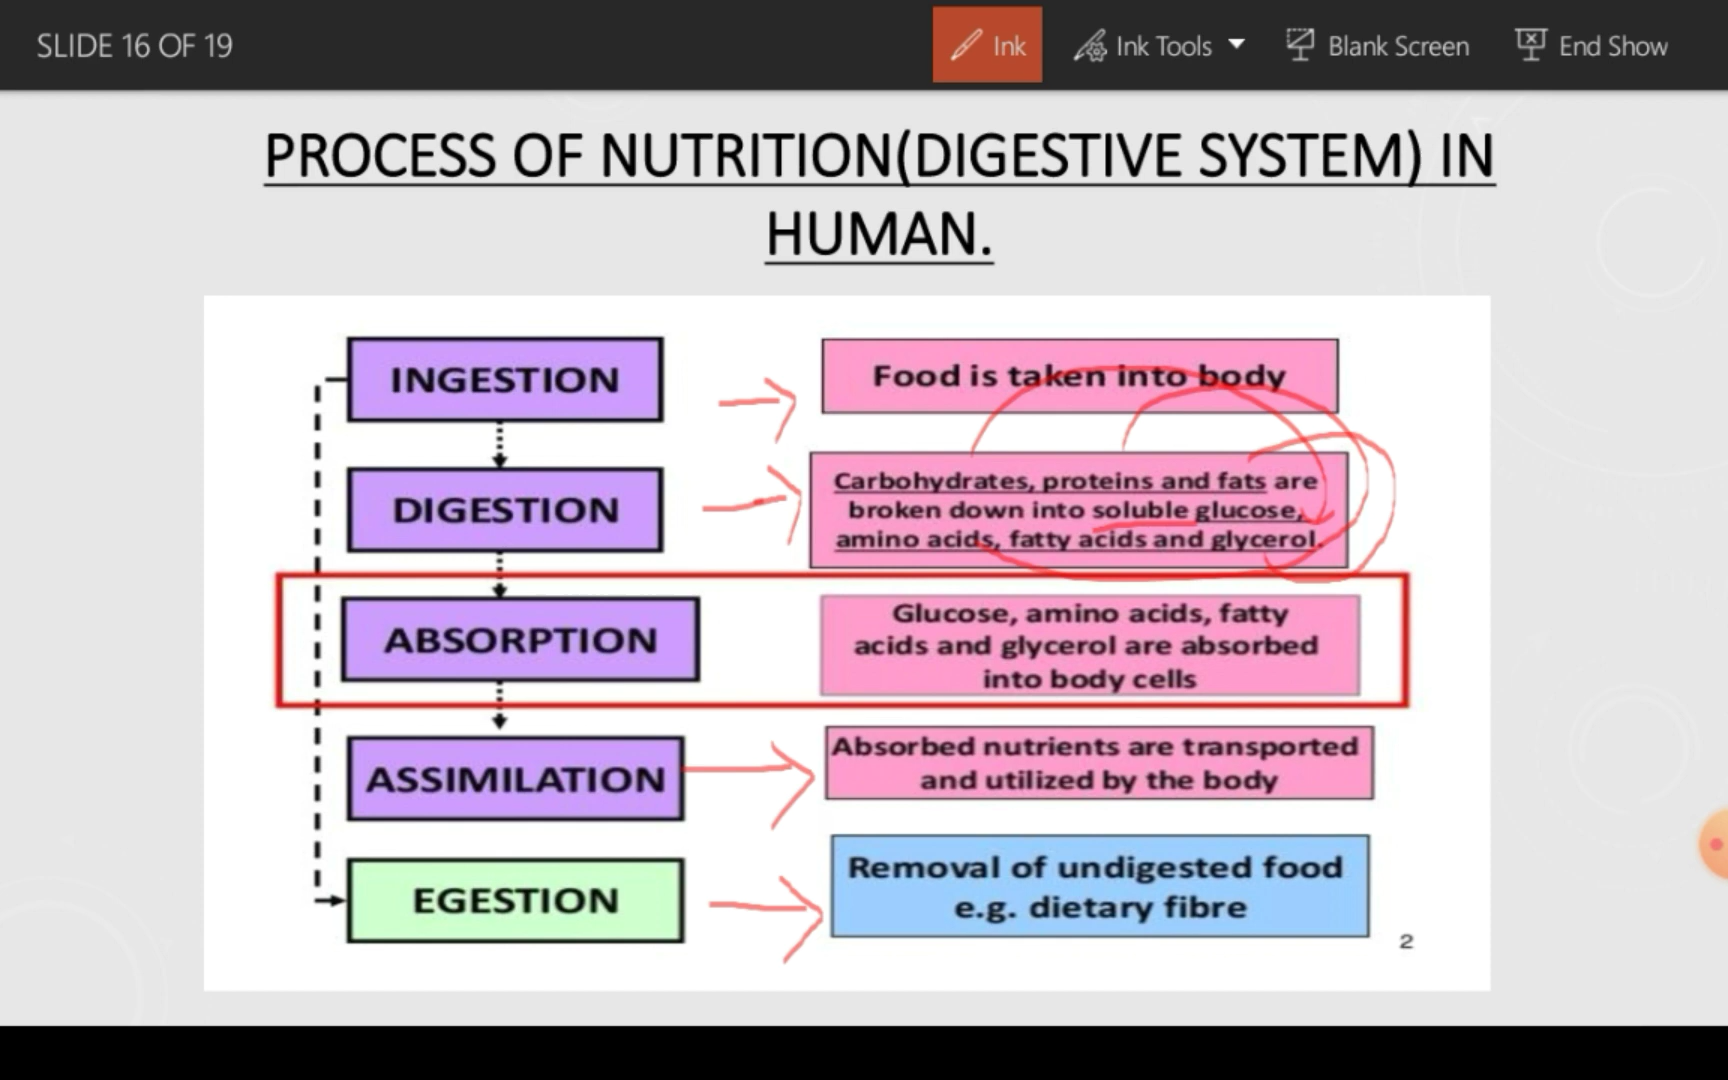 SLIDE 16 OF 19
Ink
Ink Tools
Blank Screen
End Show
PROCESS OF NUTRITION(DIGESTIVE SYSTEM) IN
HUMAN.
INGESTION
Food is taken into body
DIGESTION
Carbohydrates, proteins and fats are
broken down into soluble glucose,
amino acids, fatty acids and glycerol.
ABSORPTION
Glucose, amino acids, fatty
acids and glycerol are absorbed
into body cells
ASSIMILATION
Absorbed nutrients are transported
and utilized by the body
EGESTION
Removal of undigested food
e.g. dietary fibre
2